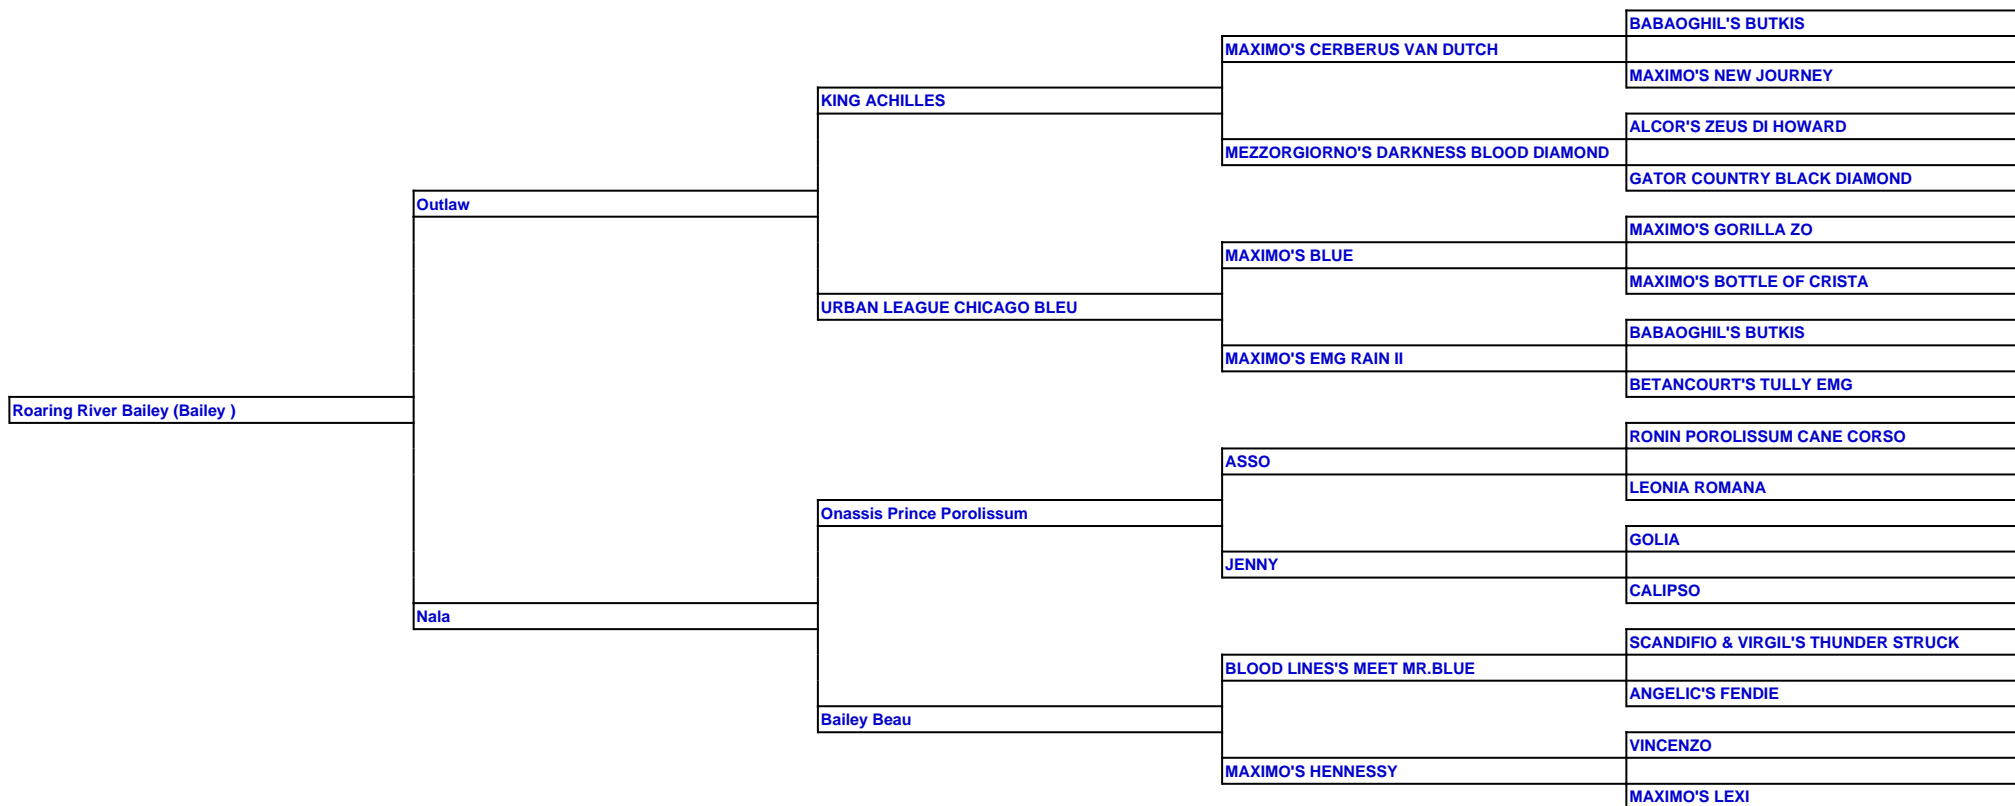 BABAOGHIL'S BUTKIS
MAXIMO'S CERBERUS VAN DUTCH
MAXIMO'S NEW JOURNEY
KING ACHILLES
ALCOR'S ZEUS DI HOWARD
MEZZORGIORNO'S DARKNESS BLOOD DIAMOND
GATOR COUNTRY BLACK DIAMOND
Outlaw
MAXIMO'S GORILLA ZO
MAXIMO'S BLUE
MAXIMO'S BOTTLE OF CRISTA
URBAN LEAGUE CHICAGO BLEU
BABAOGHIL'S BUTKIS
MAXIMO'S EMG RAIN II
BETANCOURT'S TULLY EMG
Roaring River Bailey (Bailey )
RONIN POROLISSUM CANE CORSO
ASSO
LEONIA ROMANA
Onassis Prince Porolissum
GOLIA
JENNY
CALIPSO
Nala
SCANDIFIO & VIRGIL'S THUNDER STRUCK
BLOOD LINES'S MEET MR.BLUE
ANGELIC'S FENDIE
Bailey Beau
VINCENZO
MAXIMO'S HENNESSY
MAXIMO'S LEXI